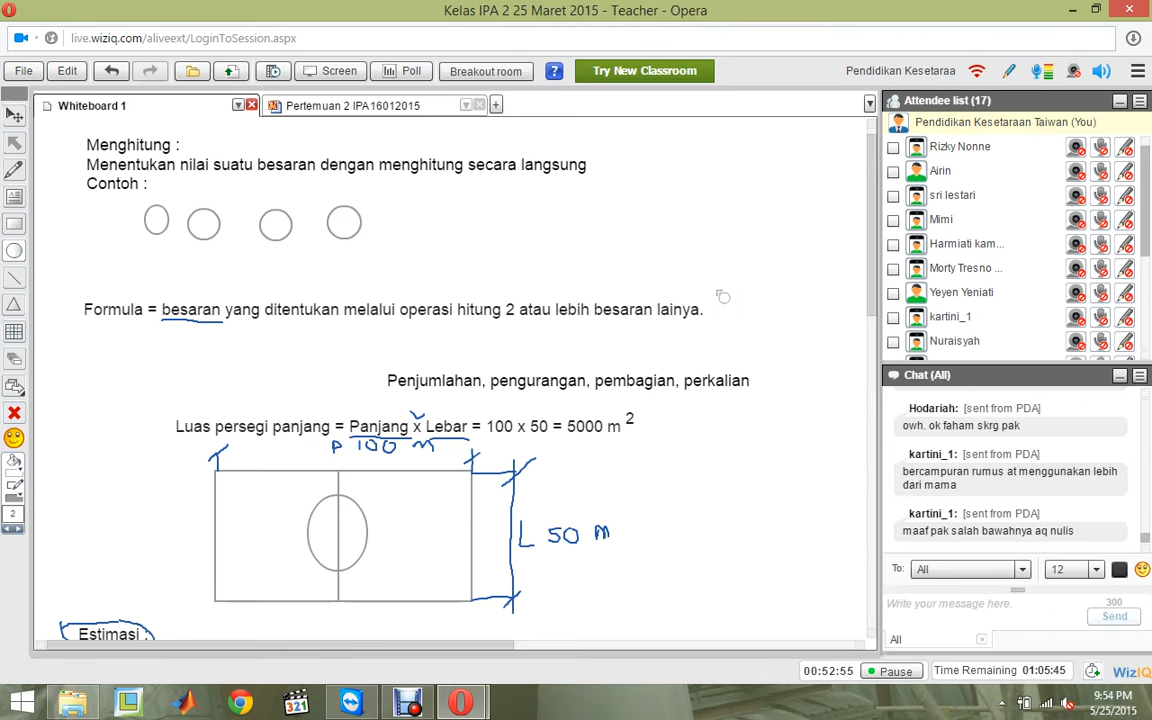 Kelas IPA 2 25 Maret 2015 - Teacher - Opera
live.wiziq.com/aliveext/LoginToSession.aspx
File Edit Screen Poll Breakout room ? Try New Classroom Pendidikan Kesetaraa
Whiteboard 1 Pertemuan 2 IPA16012015
Menghitung :
Menentukan nilai suatu besaran dengan menghitung secara langsung
Contoh :
Formula = besaran yang ditentukan melalui operasi hitung 2 atau lebih besaran lainya.
Penjumlahan, pengurangan, pembagian, perkalian
Luas persegi panjang = Panjang x Lebar = 100 x 50 = 5000 m 2
P 100 m
L 50 m
Estimasi :
2
Attendee list (17)
Pendidikan Kesetaraan Taiwan (You)
Rizky Nonne
Airin
sri lestari
Mimi
Harmiati kam...
Morty Tresno ...
Yeyen Yeniati
kartini_1
Nuraisyah
Chat (All)
Hodariah: [sent from PDA]
owh. ok faham skrg pak
kartini_1: [sent from PDA]
bercampuran rumus at menggunakan lebih
dari mama
kartini_1: [sent from PDA]
maaf pak salah bawahnya aq nulis
To: All 12
Write your message here. 300
Send
All
00:52:55 Pause Time Remaining 01:05:45 WizIQ
321
9:54 PM
5/25/2015